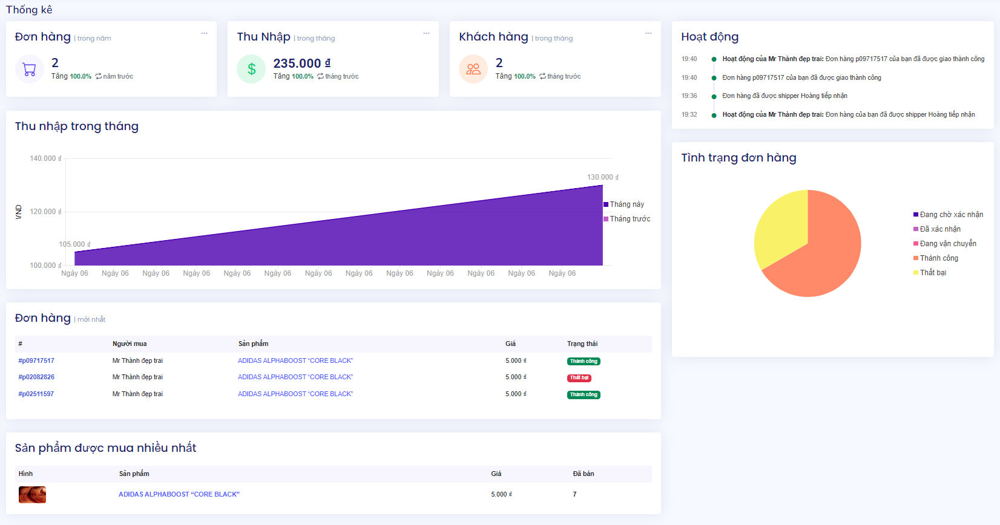 Thống kê
Đơn hàng | trong năm
2
Tăng 100.0% năm trước
Thu Nhập | trong tháng
235.000 ₫
Tăng 100.0% tháng trước
Khách hàng | trong tháng
2
Tăng 100.0% tháng trước
Hoạt động
19:40 Hoạt động của Mr Thành đẹp trai: Đơn hàng p09717517 của bạn đã được giao thành công
19:40 Đơn hàng p09717517 của bạn đã được giao thành công
19:36 Đơn hàng đã được shipper Hoàng tiếp nhận
19:32 Hoạt động của Mr Thành đẹp trai: Đơn hàng của bạn đã được shipper Hoàng tiếp nhận
Thu nhập trong tháng
140.000 ₫
130.000 ₫
120.000 ₫
105.000 ₫
100.000 ₫
VND
Tháng này
Tháng trước
Ngày 06 Ngày 06 Ngày 06 Ngày 06 Ngày 06 Ngày 06 Ngày 06 Ngày 06 Ngày 06 Ngày 06 Ngày 06 Ngày 06 Ngày 06
Tình trạng đơn hàng
Đang chờ xác nhận
Đã xác nhận
Đang vận chuyển
Thành công
Thất bại
Đơn hàng | mới nhất
# Người mua Sản phẩm Giá Trạng thái
#p09717517 Mr Thành đẹp trai ADIDAS ALPHABOOST “CORE BLACK” 5.000 ₫ Thành công
#p02082826 Mr Thành đẹp trai ADIDAS ALPHABOOST “CORE BLACK” 5.000 ₫ Thất bại
#p02511597 Mr Thành đẹp trai ADIDAS ALPHABOOST “CORE BLACK” 5.000 ₫ Thành công
Sản phẩm được mua nhiều nhất
Hình Sản phẩm Giá Đã bán
ADIDAS ALPHABOOST “CORE BLACK” 5.000 ₫ 7